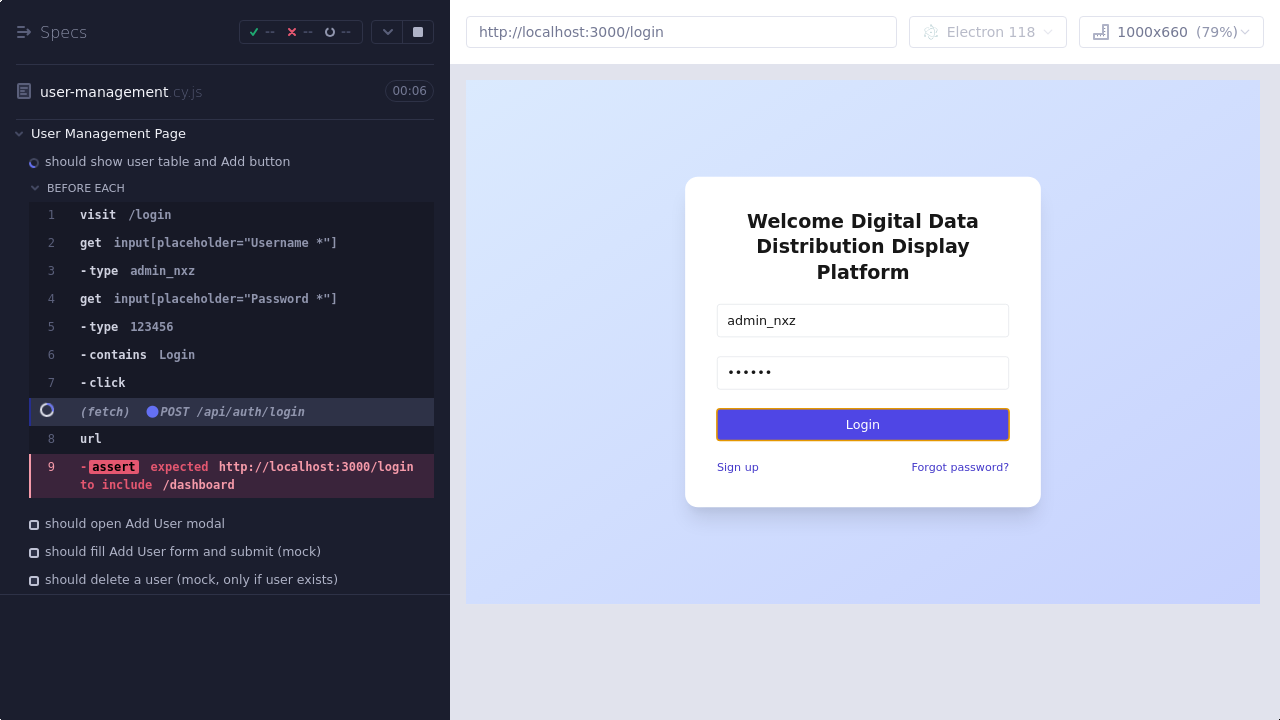 Specs
-- -- --
user-management.cy.js
00:06
User Management Page
should show user table and Add button
BEFORE EACH
1 visit /login
2 get input[placeholder="Username *"]
3 -type admin_nxz
4 get input[placeholder="Password *"]
5 -type 123456
6 -contains Login
7 -click
(fetch) POST /api/auth/login
8 url
9 -assert expected http://localhost:3000/login
to include /dashboard
should open Add User modal
should fill Add User form and submit (mock)
should delete a user (mock, only if user exists)
http://localhost:3000/login
Electron 118
1000x660 (79%)
Welcome Digital Data
Distribution Display
Platform
admin_nxz
••••••
Login
Sign up
Forgot password?